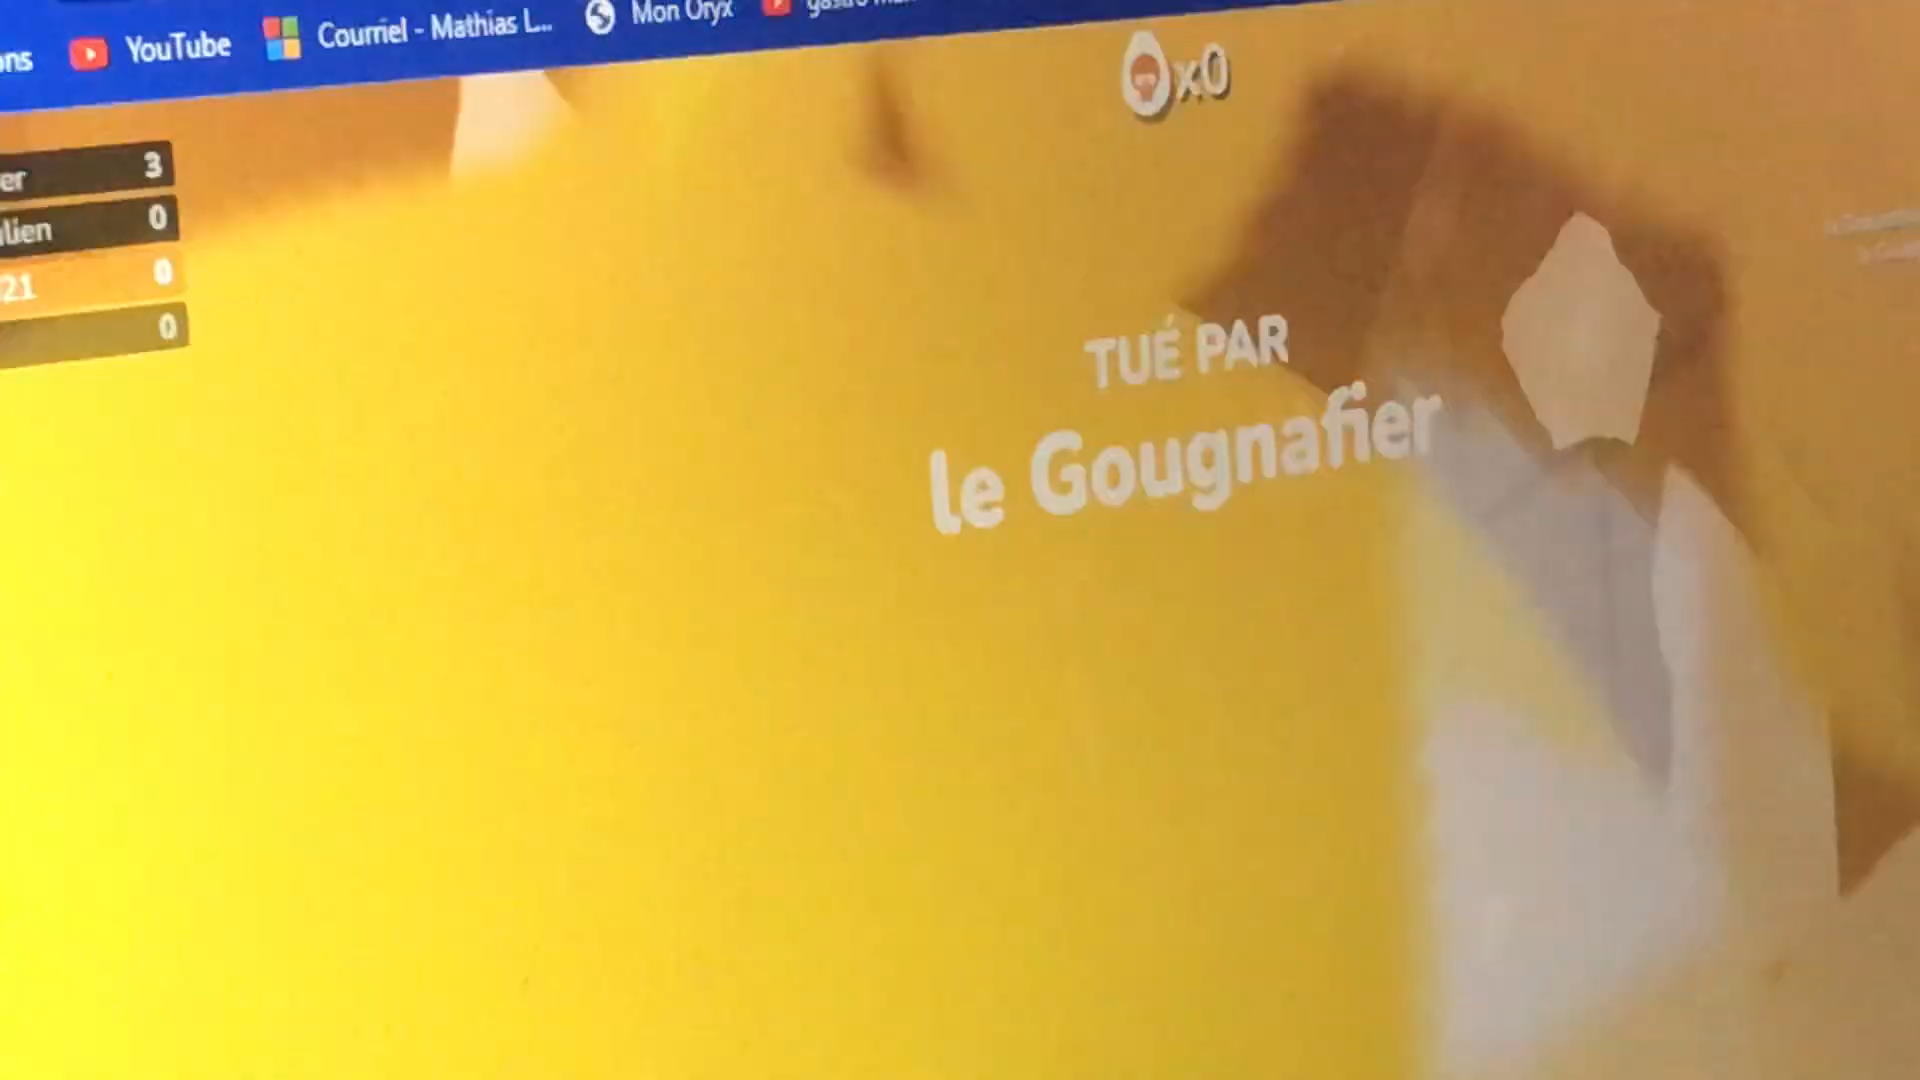 ons YouTube Courriel - Mathias L... Mon Oryx
x0
er 3
lien 0
21 0
0
TUÉ PAR
le Gougnafier